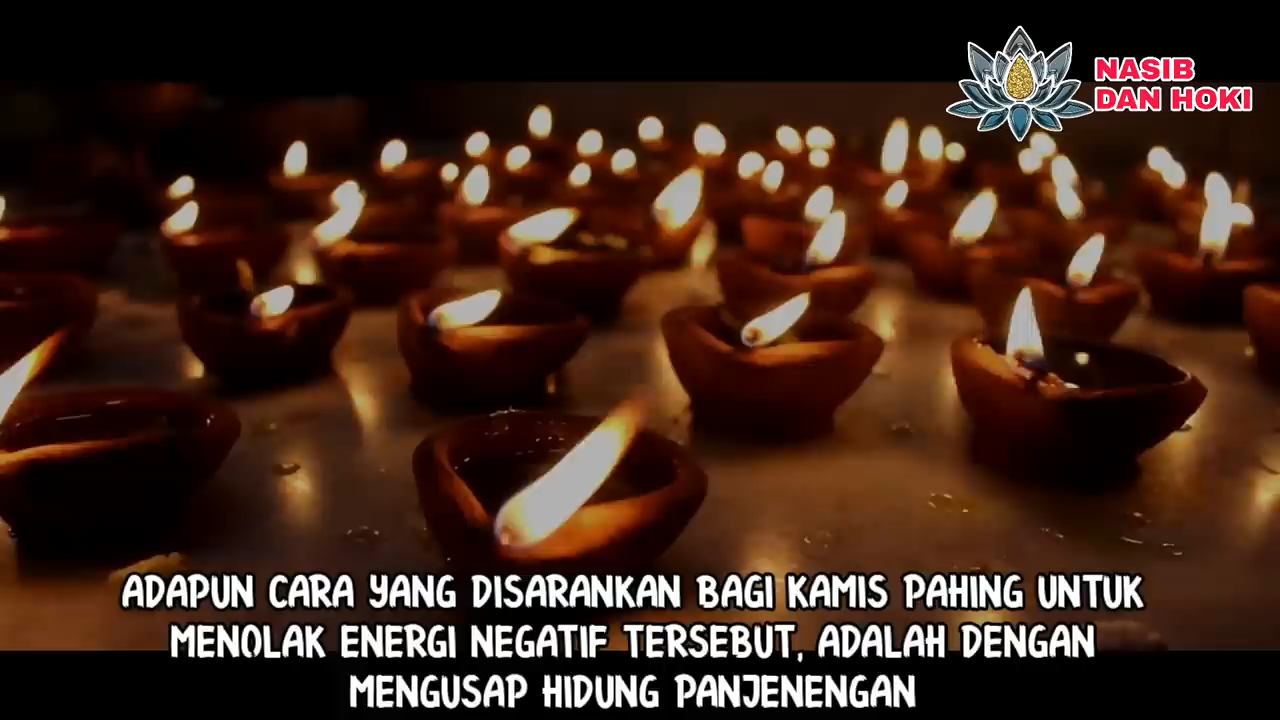 NASIB
DAN HOKI
ADAPUN CARA YANG DISARANKAN BAGI KAMIS PAHING UNTUK
MENOLAK ENERGI NEGATIF TERSEBUT, ADALAH DENGAN
MENGUSAP HIDUNG PANJENENGAN